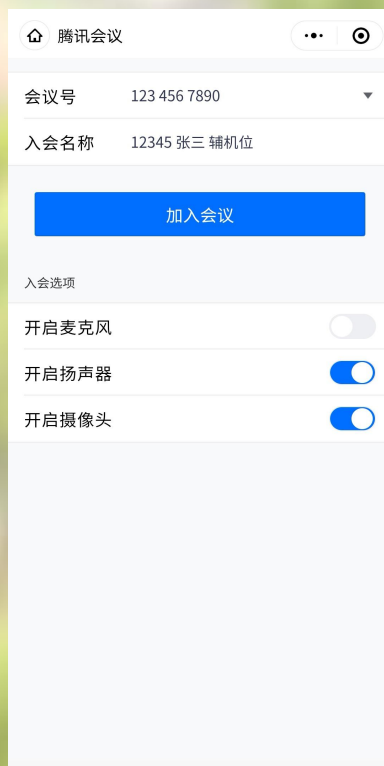 腾讯会议
会议号 123 456 7890
入会名称 12345 张三 辅机位
加入会议
入会选项
开启麦克风
开启扬声器
开启摄像头